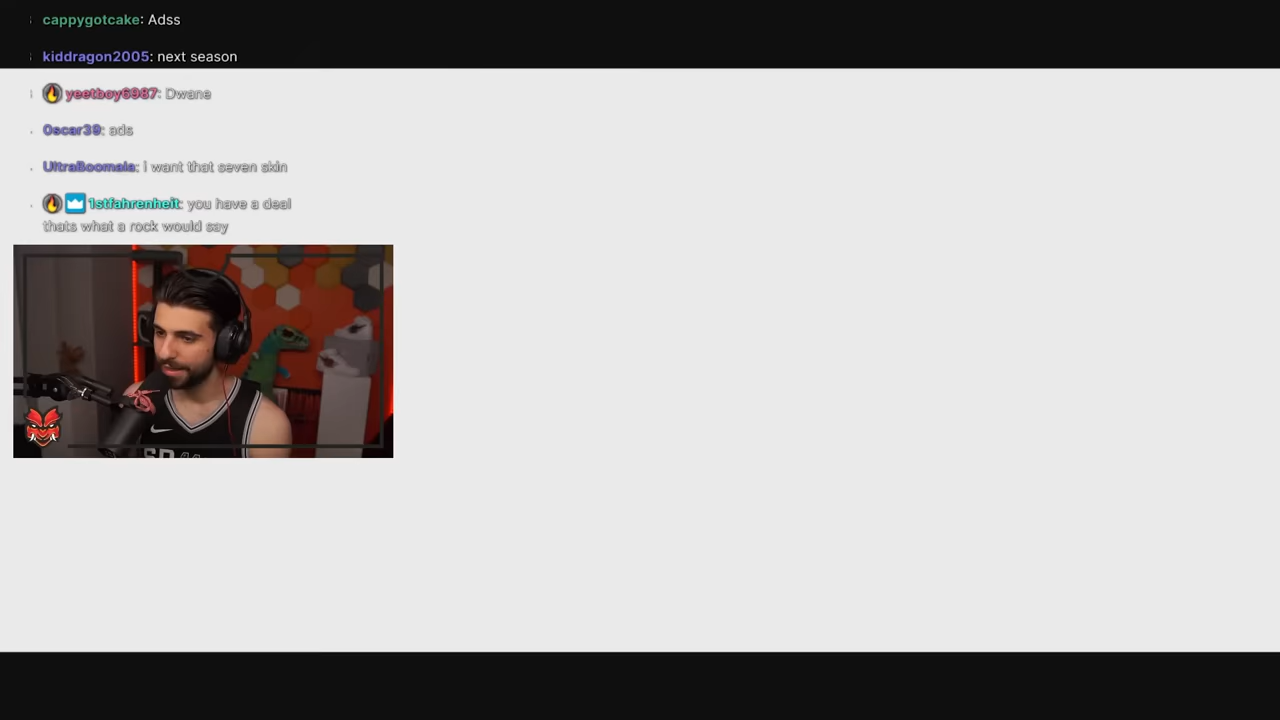 cappygotcake: Adss
kiddragon2005: next season
yeetboy6987: Dwane
Oscar39: ads
UltraBoomaia: i want that seven skin
1stfahrenheit: you have a deal
thats what a rock would say